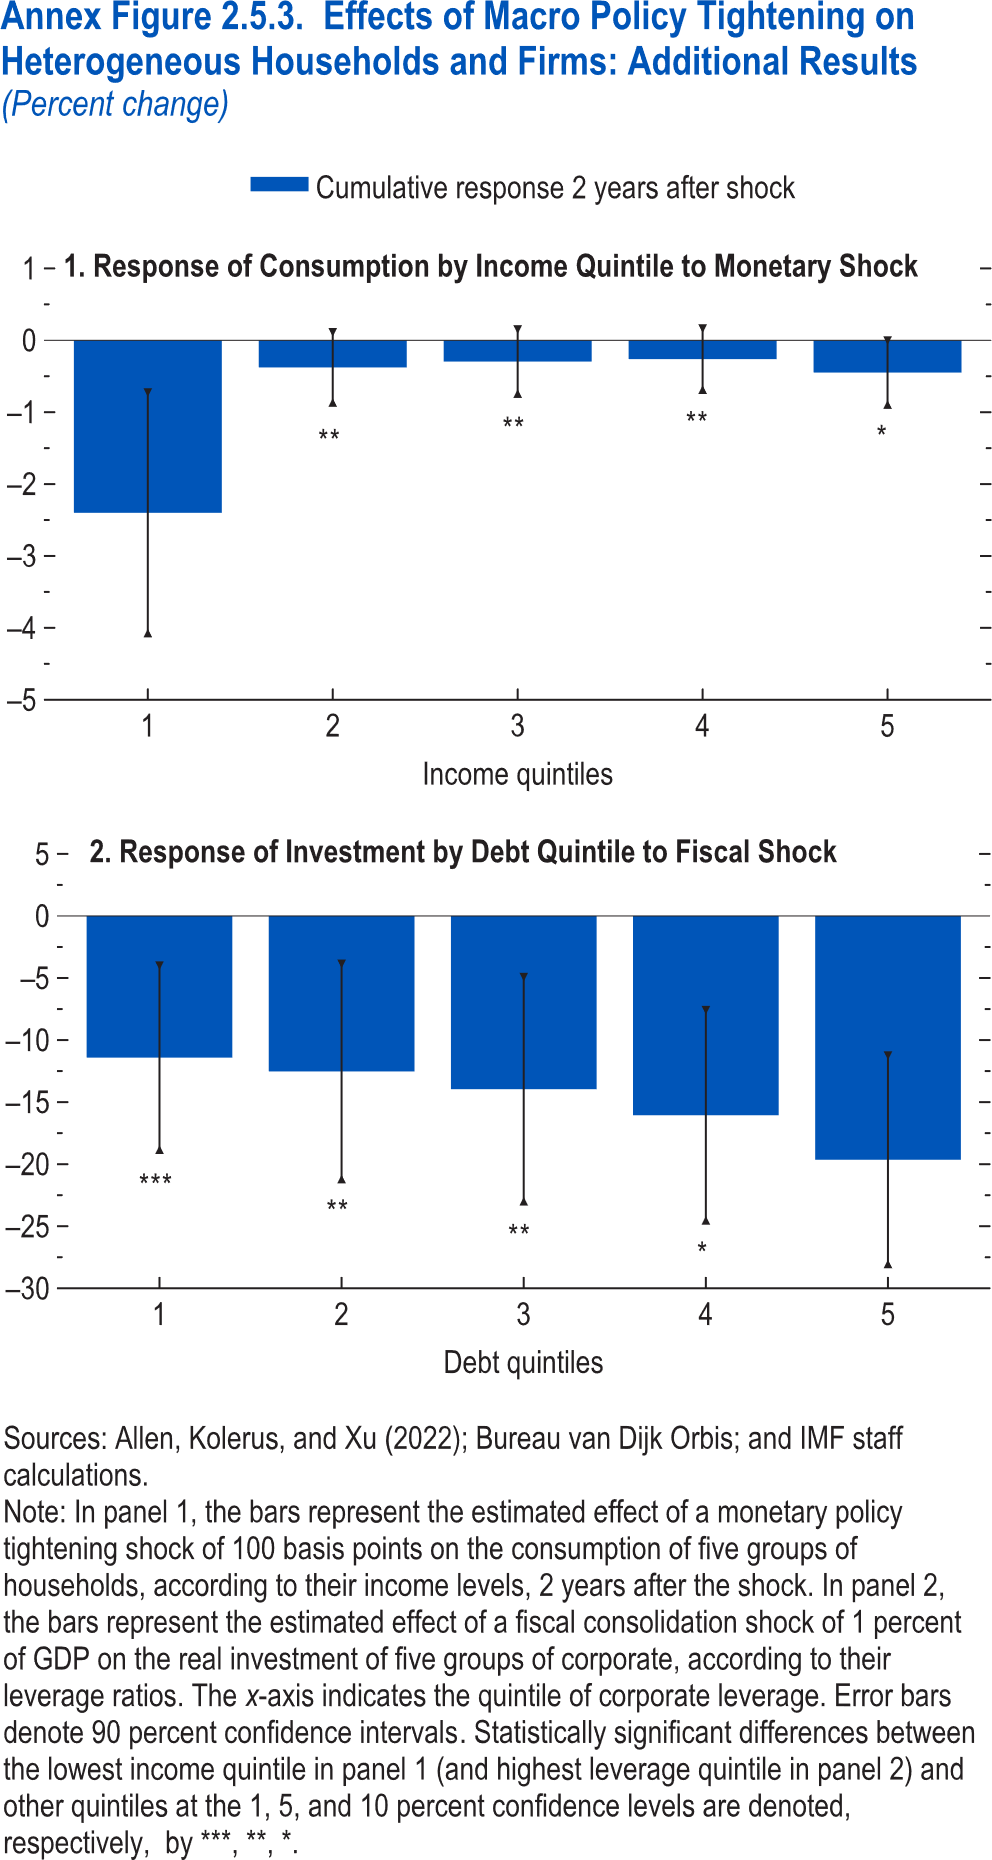 Annex Figure 2.5.3.  Effects of Macro Policy Tightening on
Heterogeneous Households and Firms: Additional Results
(Percent change)
Cumulative response 2 years after shock
1. Response of Consumption by Income Quintile to Monetary Shock
1
0
–1
–2
–3
–4
–5
** ** ** *
1 2 3 4 5
Income quintiles
2. Response of Investment by Debt Quintile to Fiscal Shock
5
0
–5
–10
–15
–20
–25
–30
*** ** ** *
1 2 3 4 5
Debt quintiles
Sources: Allen, Kolerus, and Xu (2022); Bureau van Dijk Orbis; and IMF staff
calculations.
Note: In panel 1, the bars represent the estimated effect of a monetary policy
tightening shock of 100 basis points on the consumption of five groups of
households, according to their income levels, 2 years after the shock. In panel 2,
the bars represent the estimated effect of a fiscal consolidation shock of 1 percent
of GDP on the real investment of five groups of corporate, according to their
leverage ratios. The x-axis indicates the quintile of corporate leverage. Error bars
denote 90 percent confidence intervals. Statistically significant differences between
the lowest income quintile in panel 1 (and highest leverage quintile in panel 2) and
other quintiles at the 1, 5, and 10 percent confidence levels are denoted,
respectively,  by ***, **, *.